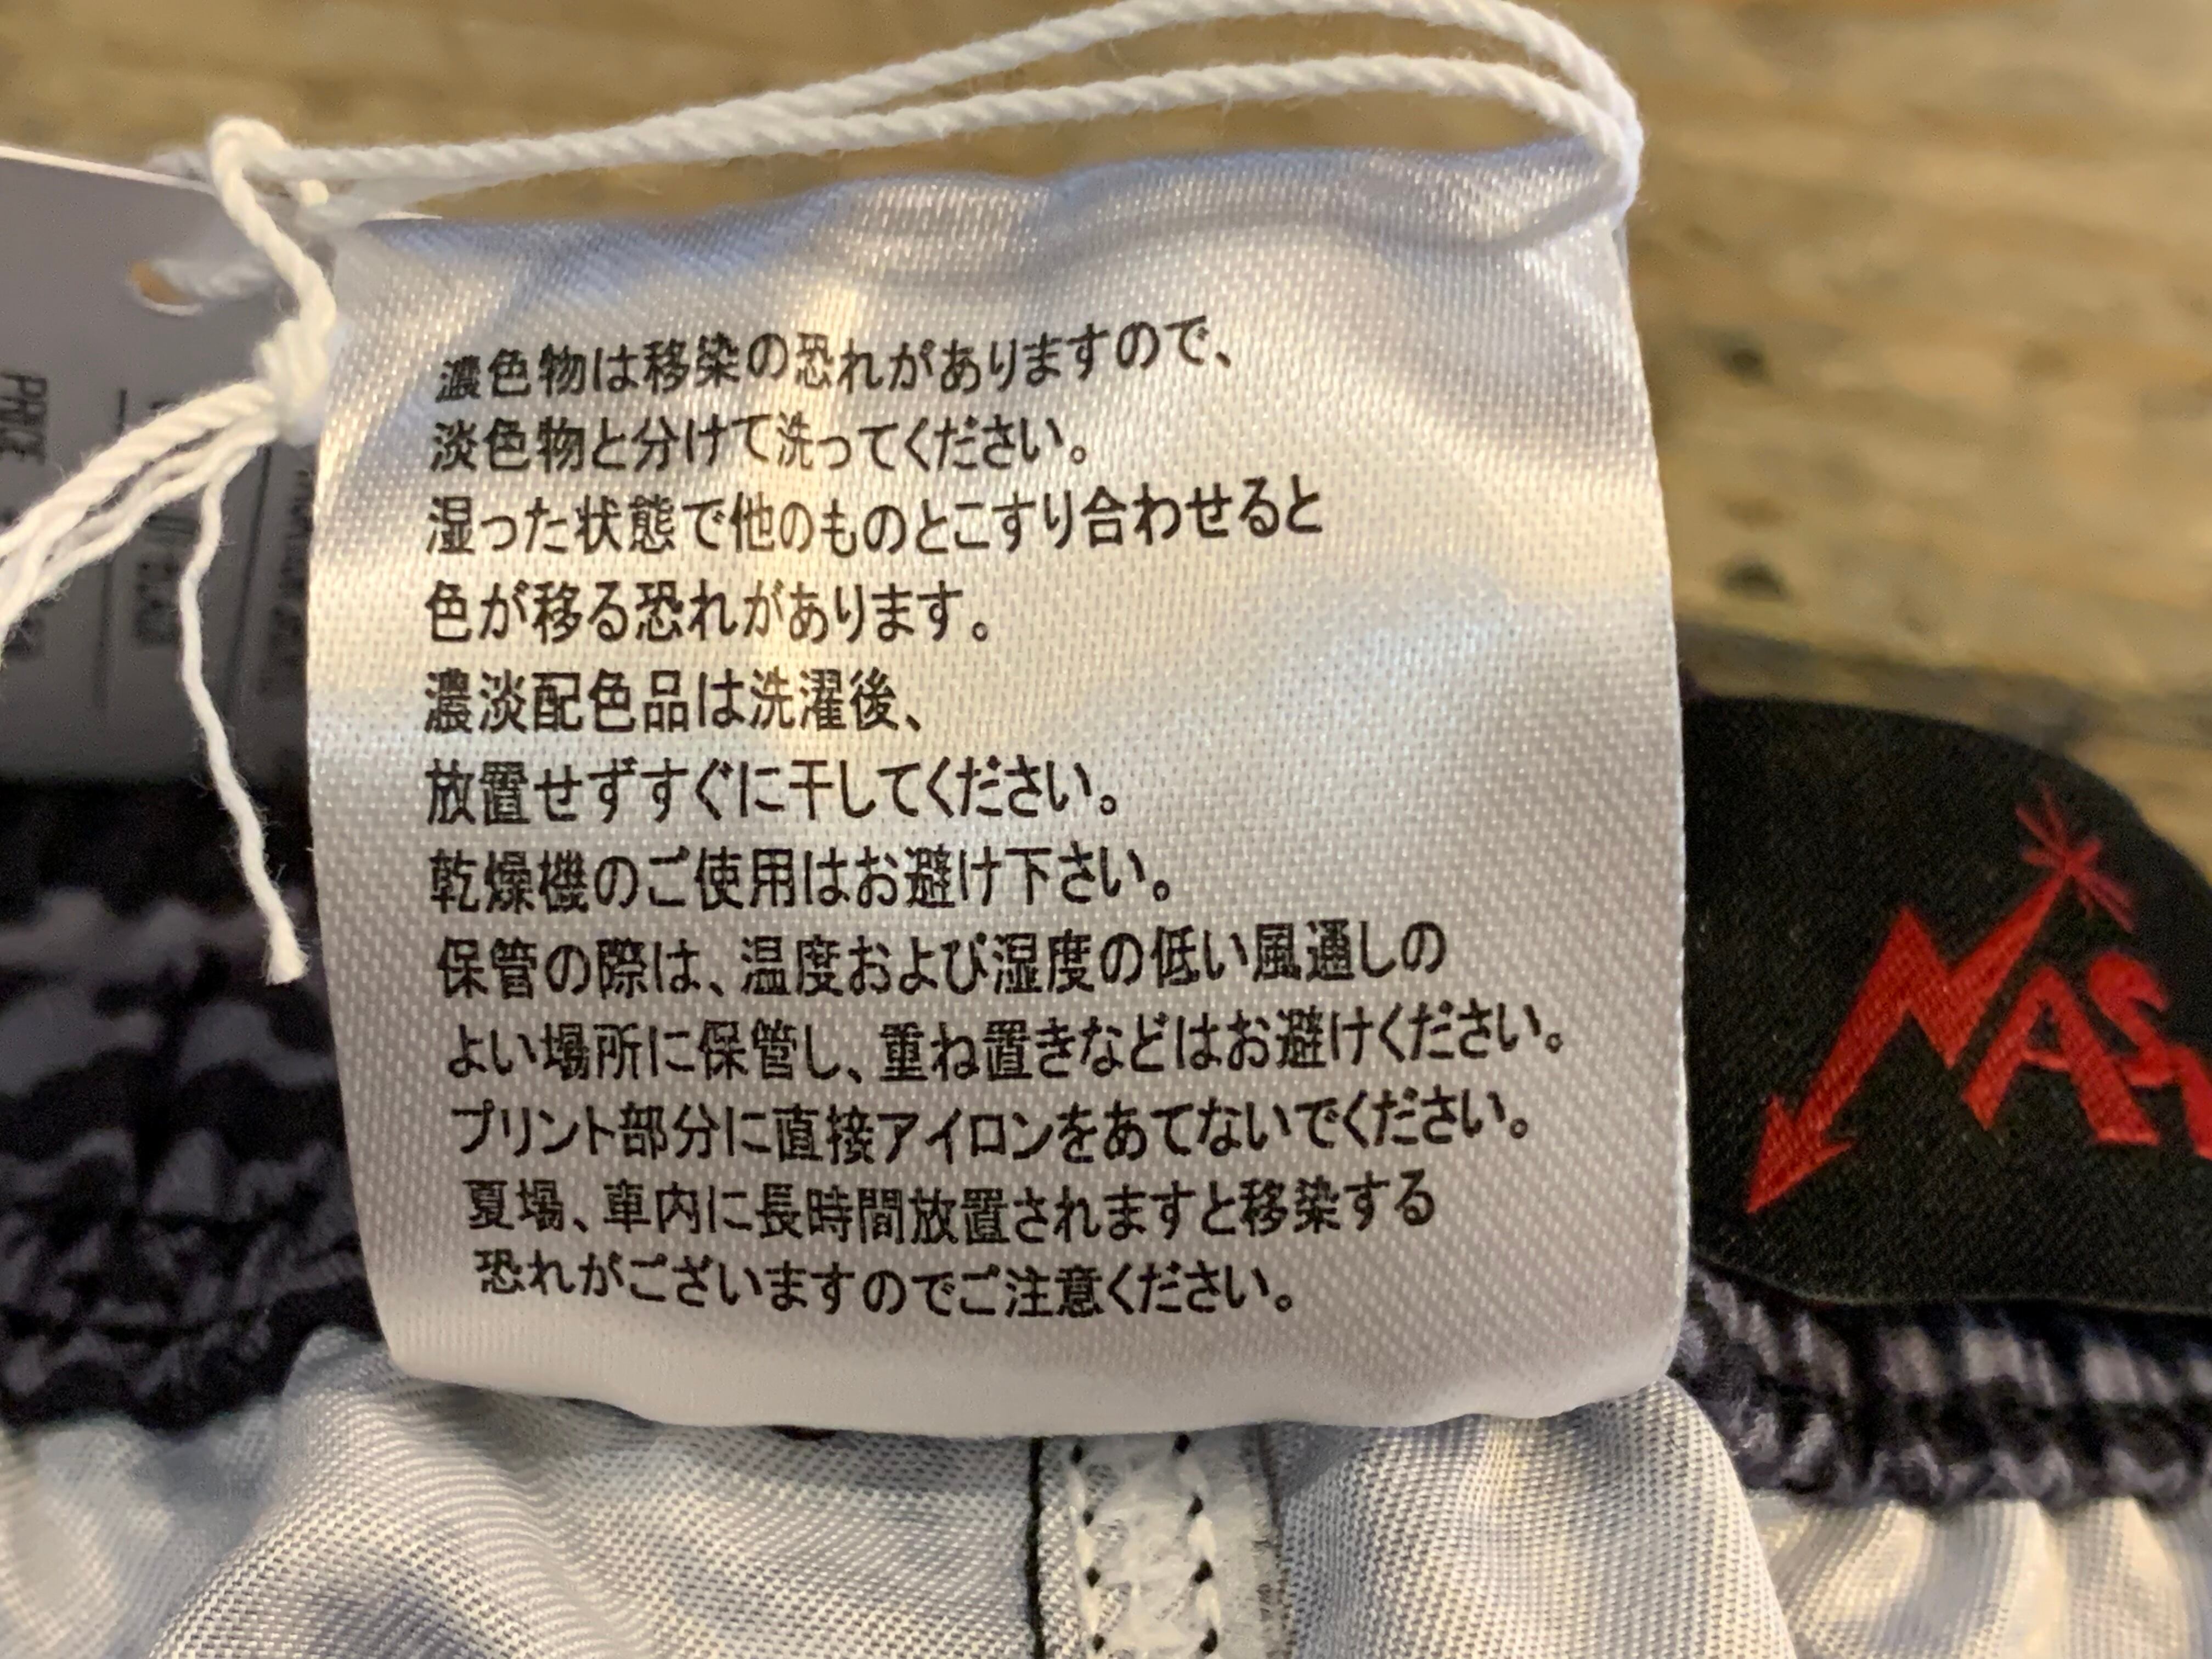 濃色物は移染の恐れがありますので、
淡色物と分けて洗ってください。
湿った状態で他のものとこすり合わせると
色が移る恐れがあります。
濃淡配色品は洗濯後、
放置せずすぐに干してください。
乾燥機のご使用はお避け下さい。
保管の際は、温度および湿度の低い風通しの
よい場所に保管し、重ね置きなどはお避けください。
プリント部分に直接アイロンをあてないでください。
夏場、車内に長時間放置されますと移染する
恐れがございますのでご注意ください。
PRICE